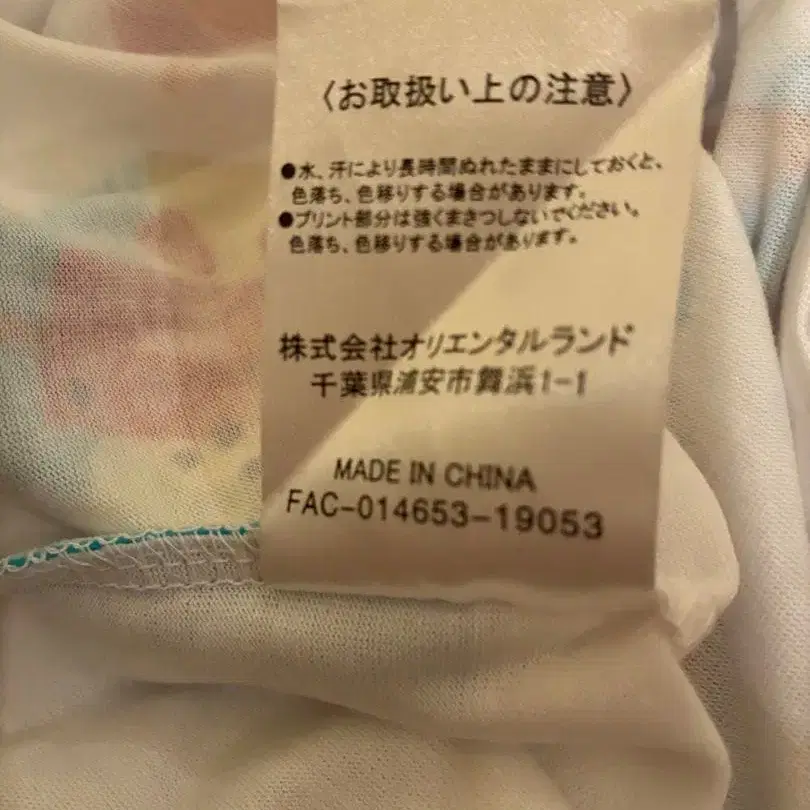 〈お取扱い上の注意〉
●水、汗により長時間ぬれたままにしておくと、
色落ち、色移りする場合があります。
●プリント部分は強くまさつしないでください。
色落ち、色移りする場合があります。
株式会社オリエンタルランド
千葉県浦安市舞浜1-1
MADE IN CHINA
FAC-014653-19053